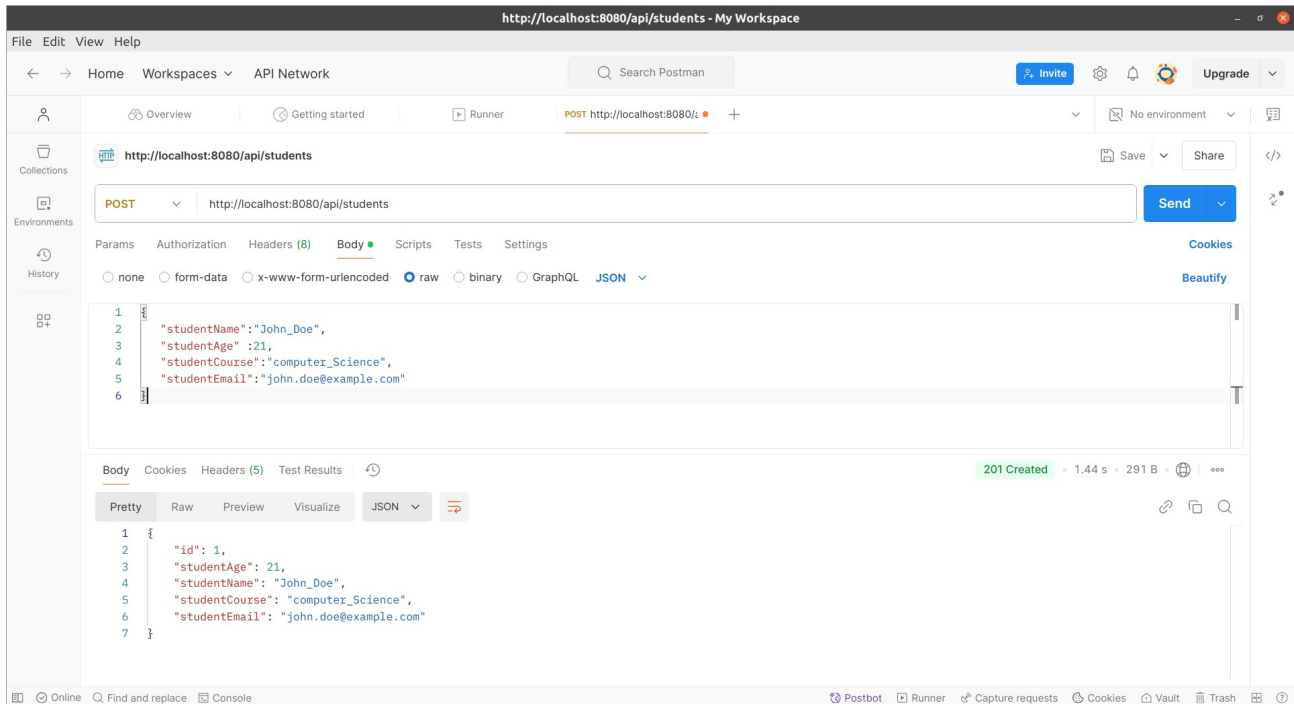 http://localhost:8080/api/students - My Workspace
File Edit View Help
Home Workspaces API Network Search Postman Invite Upgrade
Overview Getting started Runner POST http://localhost:8080/a No environment
HTTP http://localhost:8080/api/students Save Share
Collections
POST http://localhost:8080/api/students Send
Environments
Params Authorization Headers (8) Body Scripts Tests Settings Cookies
History
none form-data x-www-form-urlencoded raw binary GraphQL JSON Beautify
1 {
2 "studentName":"John_Doe",
3 "studentAge" :21,
4 "studentCourse":"computer_Science",
5 "studentEmail":"john.doe@example.com"
6 }
Body Cookies Headers (5) Test Results 201 Created 1.44 s 291 B
Pretty Raw Preview Visualize JSON
1 {
2 "id": 1,
3 "studentAge": 21,
4 "studentName": "John_Doe",
5 "studentCourse": "computer_Science",
6 "studentEmail": "john.doe@example.com"
7 }
Online Find and replace Console Postbot Runner Capture requests Cookies Vault Trash